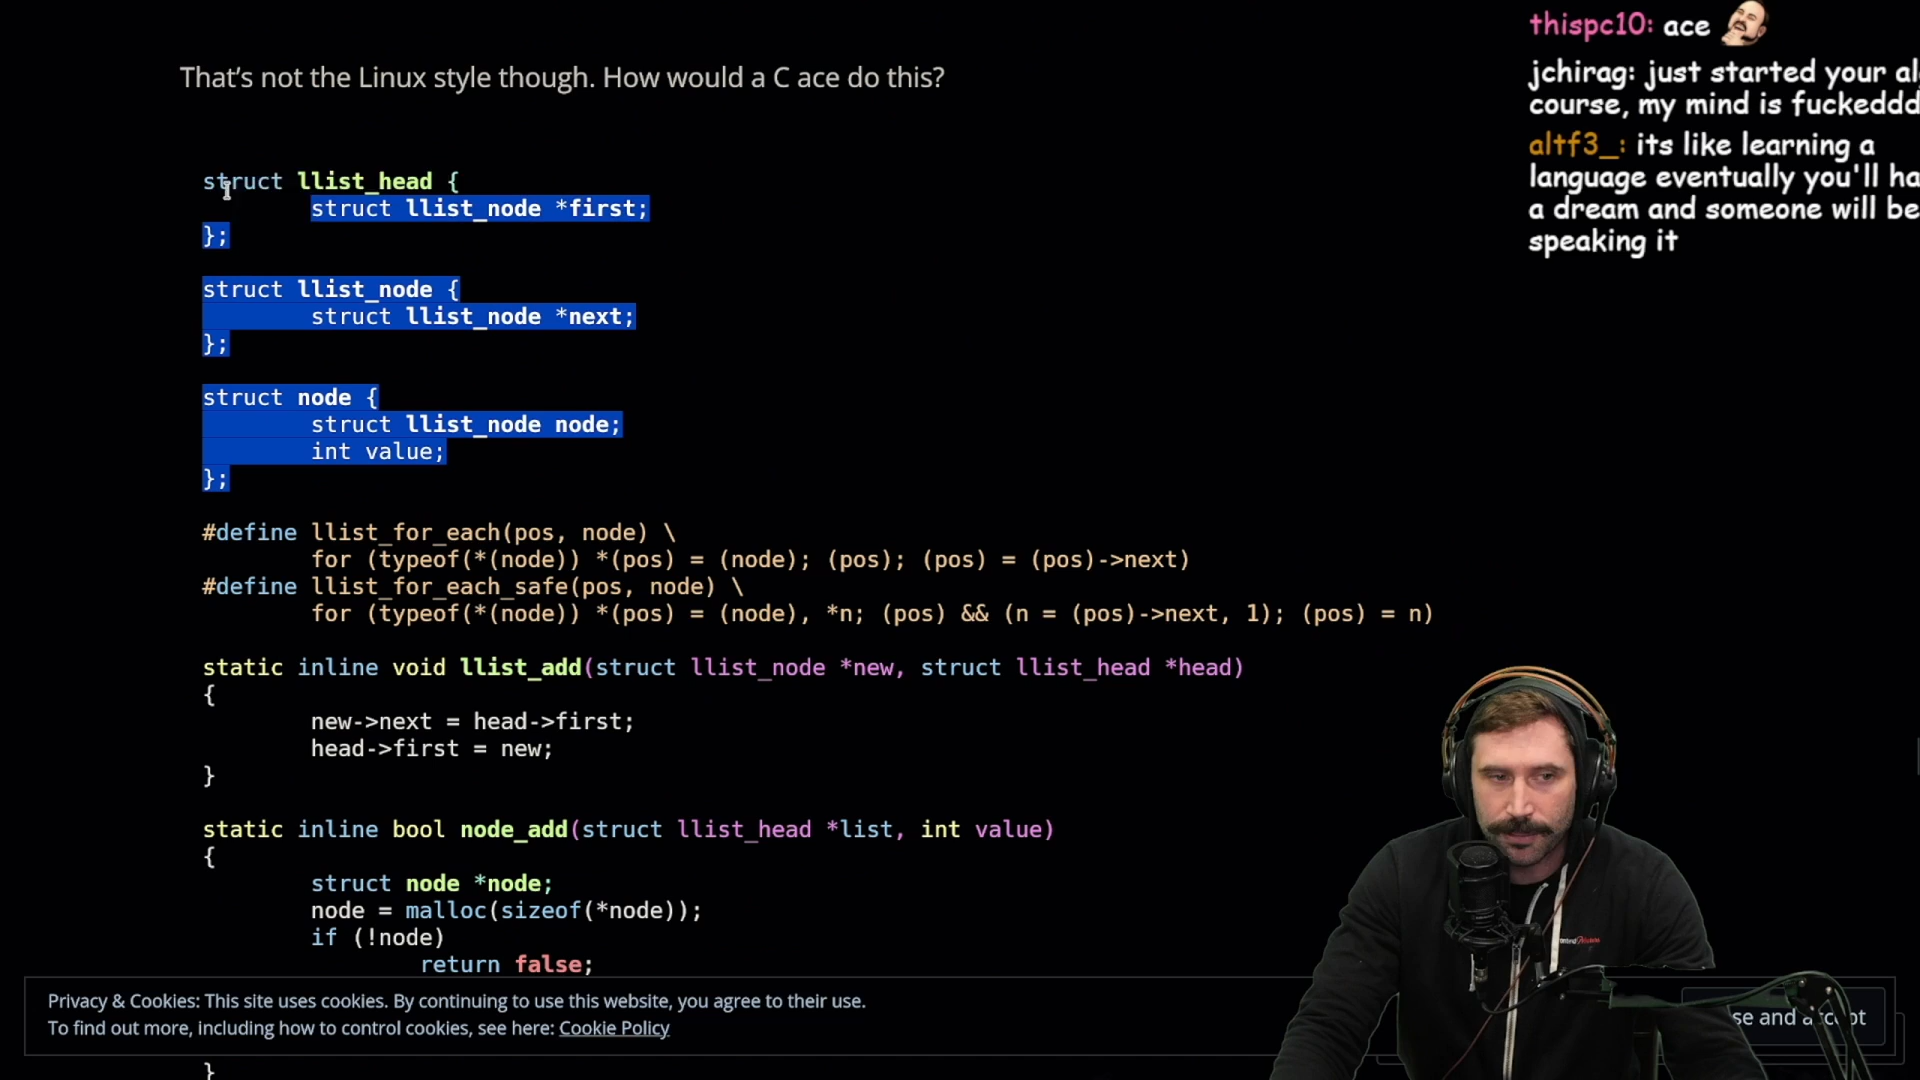 That's not the Linux style though. How would a C ace do this?
struct llist_head {
struct llist_node *first;
};
struct llist_node {
struct llist_node *next;
};
struct node {
struct llist_node node;
int value;
};
#define llist_for_each(pos, node) \
for (typeof(*(node)) *(pos) = (node); (pos); (pos) = (pos)->next)
#define llist_for_each_safe(pos, node) \
for (typeof(*(node)) *(pos) = (node), *n; (pos) && (n = (pos)->next, 1); (pos) = n)
static inline void llist_add(struct llist_node *new, struct llist_head *head)
{
new->next = head->first;
head->first = new;
}
static inline bool node_add(struct llist_head *list, int value)
{
struct node *node;
node = malloc(sizeof(*node));
if (!node)
return false;
}
Privacy & Cookies: This site uses cookies. By continuing to use this website, you agree to their use.
To find out more, including how to control cookies, see here: Cookie Policy
and
thispc10: ace
jchirag: just started your al
course, my mind is fuckeddd
altf3_: its like learning a
language eventually you'll ha
a dream and someone will be
speaking it